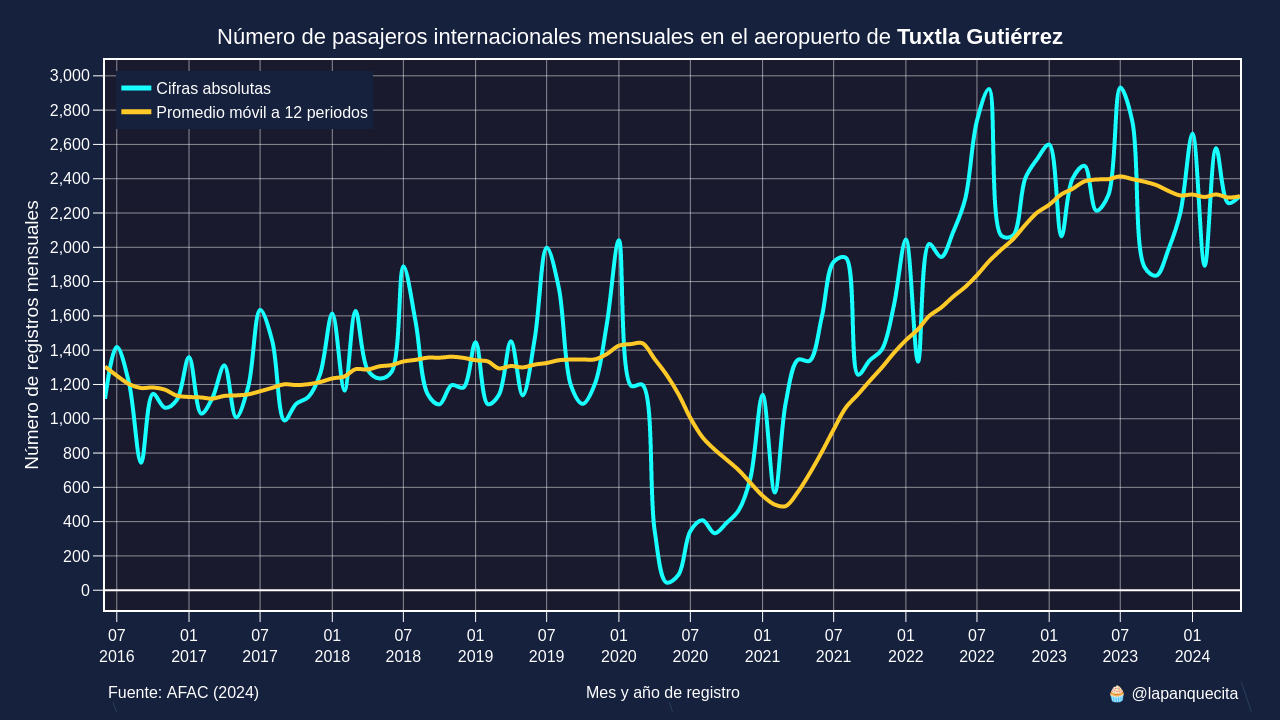 Número de pasajeros internacionales mensuales en el aeropuerto de Tuxtla Gutiérrez
Cifras absolutas
Promedio móvil a 12 periodos
Número de registros mensuales
3,000
2,800
2,600
2,400
2,200
2,000
1,800
1,600
1,400
1,200
1,000
800
600
400
200
0
07 01 07 01 07 01 07 01 07 01 07 01 07 01 07 01
2016 2017 2017 2018 2018 2019 2019 2020 2020 2021 2021 2022 2022 2023 2023 2024
Fuente: AFAC (2024)
Mes y año de registro
🧁 @lapanquecita